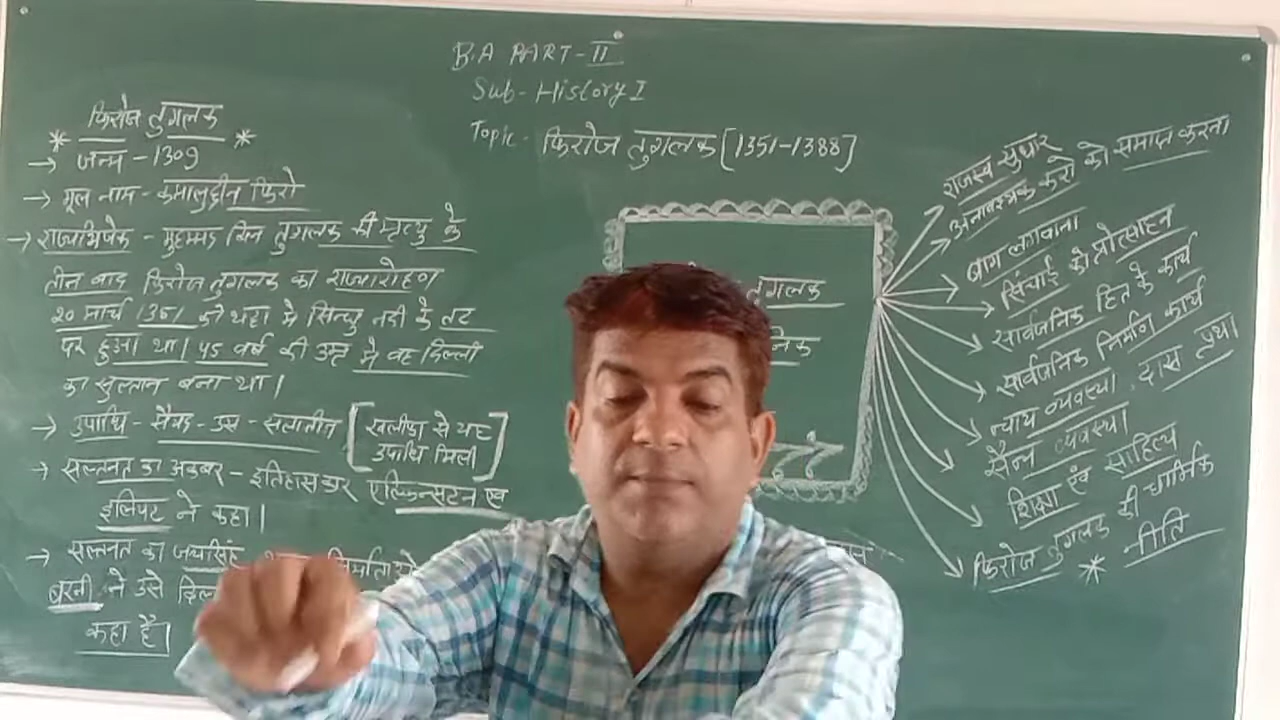 B.A PART-II
Sub- History I
Topic- फिरोज तुगलक [1351-1388]
* फिरोज तुगलक *
→ जन्म - 1309
→ मूल नाम - कमालुद्दीन फिरो
→ राज्याभिषेक - मुहम्मद बिन तुगलक की मृत्यु के
तीन बाद फिरोज तुगलक का राज्यारोहण
20 मार्च 1351 को थट्टा में सिन्धु नदी के तट
पर हुआ था। 45 वर्ष की उम्र में वह दिल्ली
का सुल्तान बना था।
→ उपाधि - सैयद-उस-सलातीन [खलीफा से यह
उपाधि मिली]
→ सल्तनत का अकबर - इतिहासकार एल्फिन्सटन एवं
इलियट ने कहा।
→ सल्तनत का जयसिंह निर्माता
बरनी ने उसे
कहा है।
तुगलक
राजस्व सुधार
अनावश्यक करो को समाप्त करना
बाग लगवाना
सिंचाई को प्रोत्साहन
सार्वजनिक हित के कार्य
सार्वजनिक निर्माण कार्य
न्याय व्यवस्था, दास प्रथा।
सैन्य व्यवस्था।
शिक्षा एवं साहित्य
फिरोज तुगलक की धार्मिक
* नीति